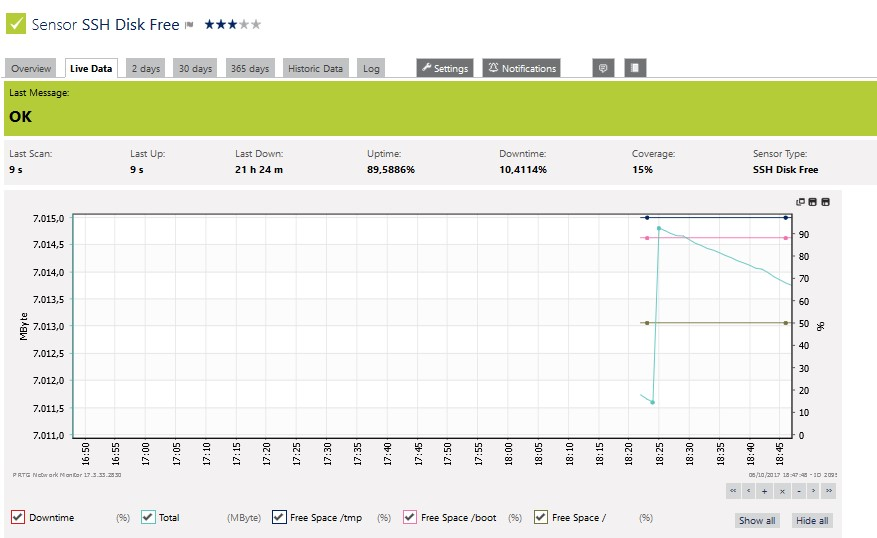 Sensor SSH Disk Free
Overview Live Data 2 days 30 days 365 days Historic Data Log Settings Notifications
Last Message:
OK
Last Scan: Last Up: Last Down: Uptime: Downtime: Coverage: Sensor Type:
9 s 9 s 21 h 24 m 89,5886% 10,4114% 15% SSH Disk Free
7.015,0
7.014,5
7.014,0
7.013,5
7.013,0
7.012,5
7.012,0
7.011,5
7.011,0
MByte
90
80
70
60
50
40
30
20
10
0
%
16:50 16:55 17:00 17:05 17:10 17:15 17:20 17:25 17:30 17:35 17:40 17:45 17:50 17:55 18:00 18:05 18:10 18:15 18:20 18:25 18:30 18:35 18:40 18:45
PRTG Network Monitor 17.3.33.2830 06/10/2017 18:47:48 - ID 2095
<< < + x - > >>
Downtime (%) Total (MByte) Free Space /tmp (%) Free Space /boot (%) Free Space / (%)
Show all Hide all